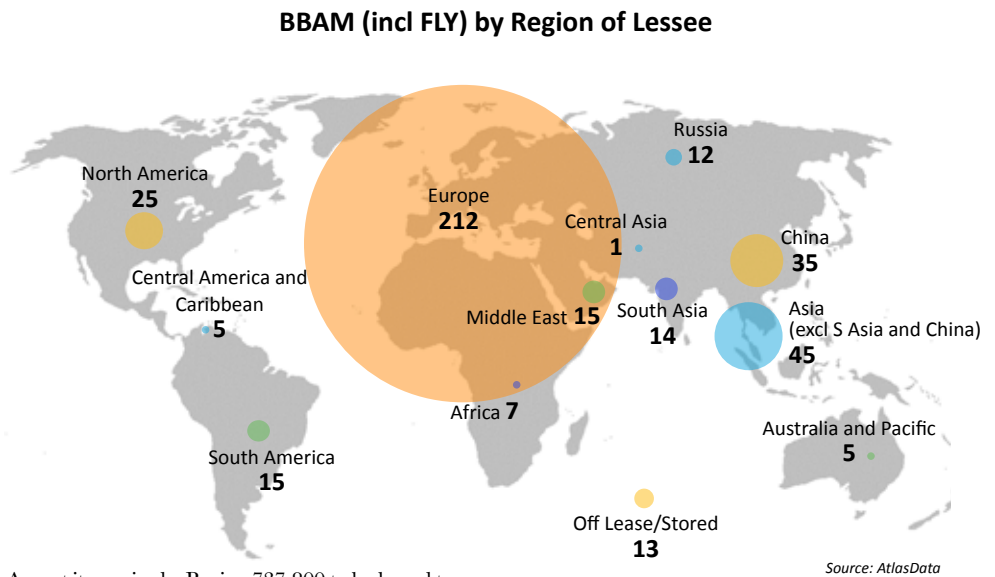 BBAM (incl FLY) by Region of Lessee
Russia
12
North America
25
Europe
212
Central Asia
1
China
35
Central America and
Caribbean
5
Middle East 15
South Asia
14
Asia
(excl S Asia and China)
45
Africa 7
South America
15
Australia and Pacific
5
Off Lease/Stored
13
Source: AtlasData